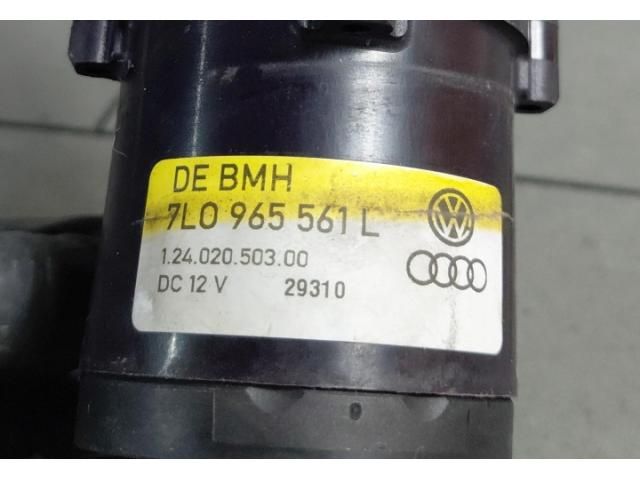 DE BMH
7L0 965 561 L
1.24.020.503.00
DC 12 V 29310